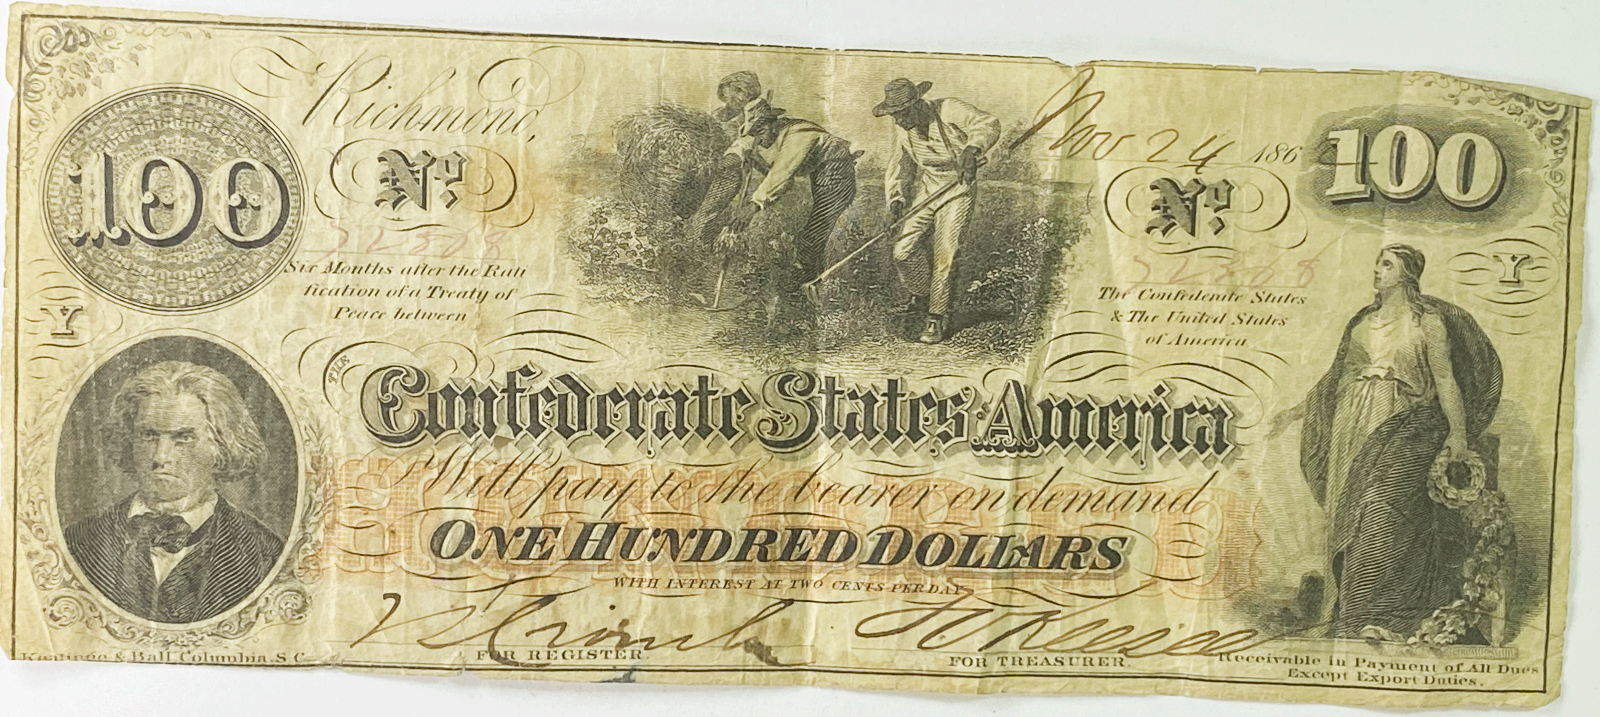 Richmond,
Nov 24 186
100
Nº
Nº
100
Six Months after the Rati
fication of a Treaty of
Peace between
The Confederate States
& The United States
of America
Y
Y
THE
Confederate States of America
Will pay to the bearer on demand
HUNDRED
ONE HUNDRED DOLLARS
WITH INTEREST AT TWO CENTS PER DAY
FOR REGISTER.
FOR TREASURER.
Keatinge & Ball, Columbia, S.C.
Receivable in Payment of All Dues
Except Export Duties.